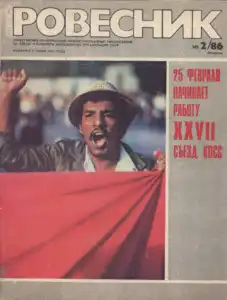 РОВЕСНИК
№ 2/86
25 ФЕВРАЛЯ
НАЧИНАЕТ
РАБОТУ
XXVII
СЪЕЗД КПСС